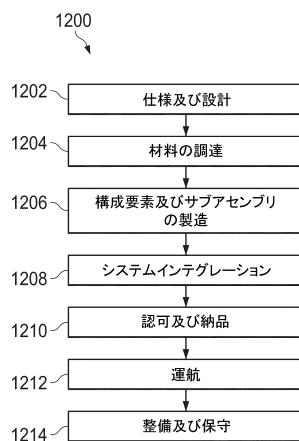 1200
1202
仕様及び設計
1204
材料の調達
1206
構成要素及びサブアセンブリ
の製造
1208
システムインテグレーション
1210
認可及び納品
1212
運航
1214
整備及び保守